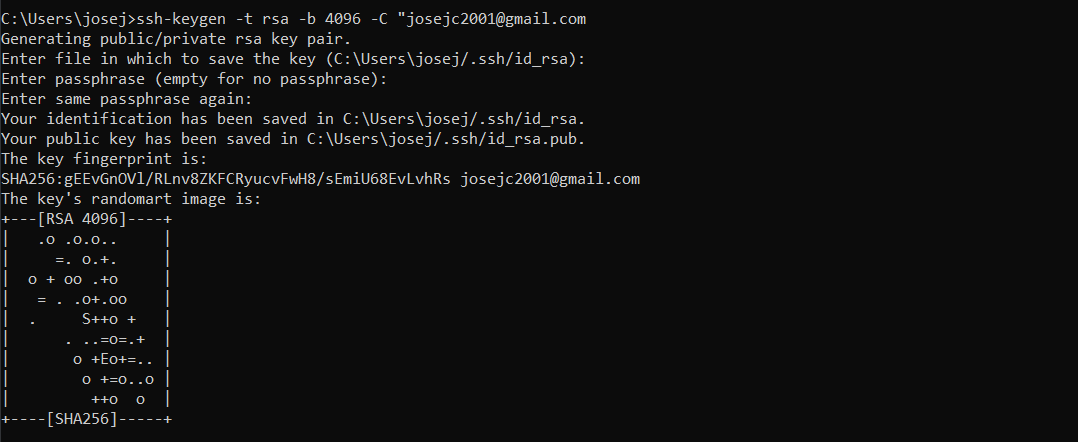 C:\Users\josej>ssh-keygen -t rsa -b 4096 -C "josejc2001@gmail.com
Generating public/private rsa key pair.
Enter file in which to save the key (C:\Users\josej/.ssh/id_rsa):
Enter passphrase (empty for no passphrase):
Enter same passphrase again:
Your identification has been saved in C:\Users\josej/.ssh/id_rsa.
Your public key has been saved in C:\Users\josej/.ssh/id_rsa.pub.
The key fingerprint is:
SHA256:gEEvGnOVl/RLnv8ZKFCRyucvFwH8/sEmiU68EvLvhRs josejc2001@gmail.com
The key's randomart image is:
+---[RSA 4096]----+
|   .o .o.o..     |
|     =. o.+.     |
|  o + oo .+o     |
|   = . .o+.oo    |
|  .     S++o +   |
|      . ..=o=.+  |
|       o +Eo+=.. |
|        o +=o..o |
|         ++o  o  |
+----[SHA256]-----+